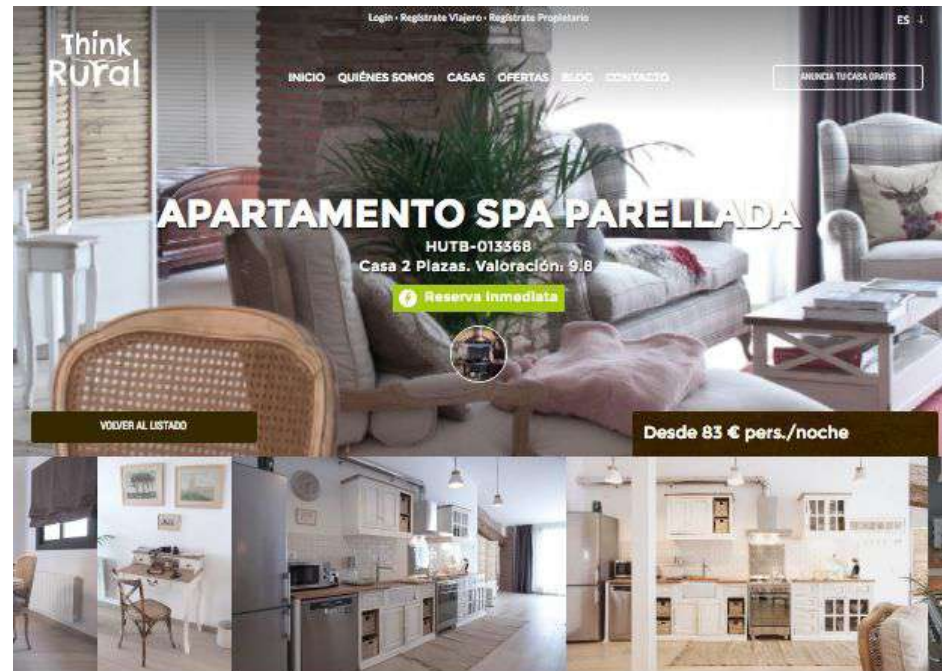 Login · Regístrate Viajero · Regístrate Propietario
ES
Think
Rural
INICIO QUIÉNES SOMOS CASAS OFERTAS BLOG CONTACTO
ANUNCIA TU CASA GRATIS
APARTAMENTO SPA PARELLADA
HUTB-013368
Casa 2 Plazas. Valoración: 9.8
Reserva Inmediata
VOLVER AL LISTADO
Desde 83 € pers./noche